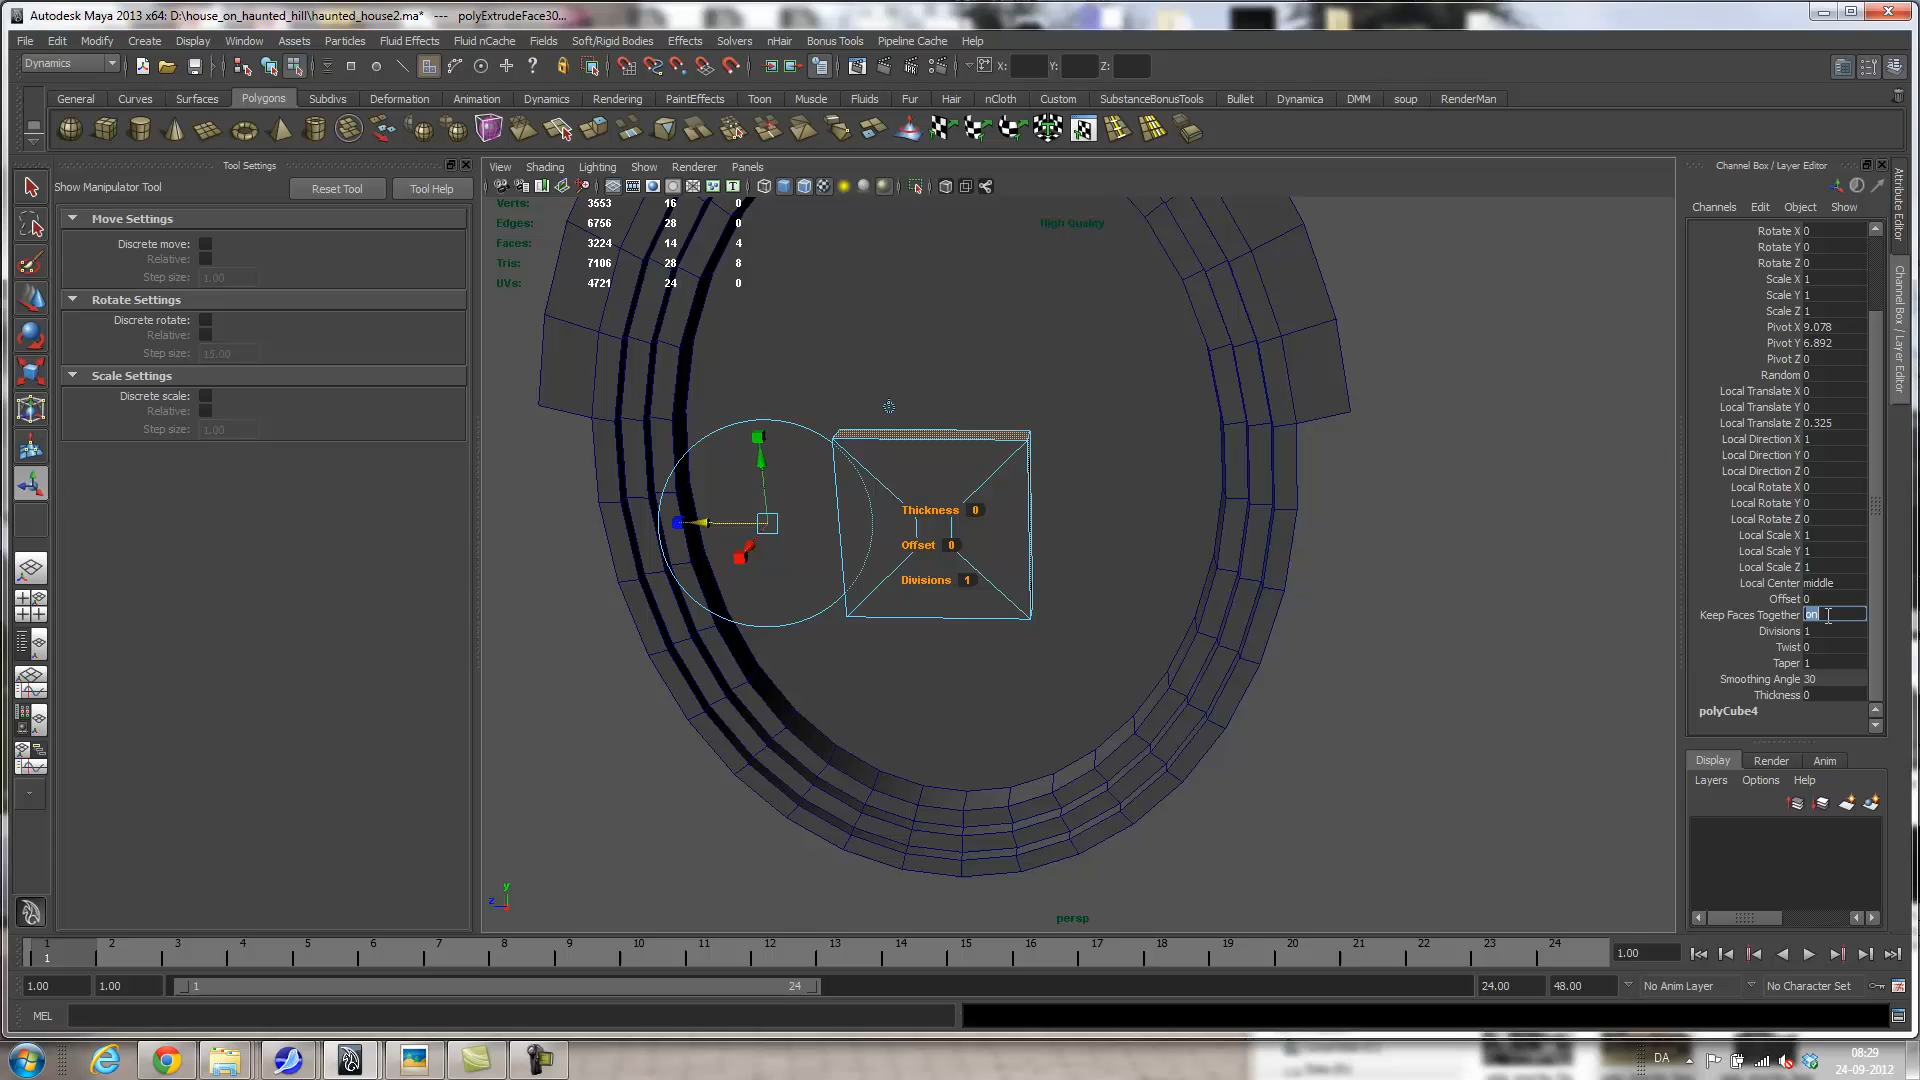 Autodesk Maya 2013 x64: D:\house_on_haunted_hill\haunted_house2.ma* --- polyExtrudeFace30...
File Edit Modify Create Display Window Assets Particles Fluid Effects Fluid nCache Fields Soft/Rigid Bodies Effects Solvers nHair Bonus Tools Pipeline Cache Help
Dynamics X: Y: Z:
General Curves Surfaces Polygons Subdivs Deformation Animation Dynamics Rendering PaintEffects Toon Muscle Fluids Fur Hair nCloth Custom SubstanceBonusTools Bullet Dynamica DMM soup RenderMan
Tool Settings
Show Manipulator Tool Reset Tool Tool Help
Move Settings
Discrete move:
Relative:
Step size: 1.00
Rotate Settings
Discrete rotate:
Relative:
Step size: 15.00
Scale Settings
Discrete scale:
Relative:
Step size: 1.00
View Shading Lighting Show Renderer Panels
Verts: 3553 16 0
Edges: 6756 28 0
Faces: 3224 14 4
Tris: 7106 28 8
UVs: 4721 24 0
High Quality
Thickness 0
Offset 0
Divisions 1
y
z
persp
Channel Box / Layer Editor
Channels Edit Object Show
Rotate X 0
Rotate Y 0
Rotate Z 0
Scale X 1
Scale Y 1
Scale Z 1
Pivot X 9.078
Pivot Y 6.892
Pivot Z 0
Random 0
Local Translate X 0
Local Translate Y 0
Local Translate Z 0.325
Local Direction X 1
Local Direction Y 0
Local Direction Z 0
Local Rotate X 0
Local Rotate Y 0
Local Rotate Z 0
Local Scale X 1
Local Scale Y 1
Local Scale Z 1
Local Center middle
Offset 0
Keep Faces Together on
Divisions 1
Twist 0
Taper 1
Smoothing Angle 30
Thickness 0
polyCube4
Attribute Editor
Channel Box / Layer Editor
Display Render Anim
Layers Options Help
1 2 3 4 5 6 7 8 9 10 11 12 13 14 15 16 17 18 19 20 21 22 23 24
1
1.00
1.00 1.00 1 24 24.00 48.00 No Anim Layer No Character Set
MEL
DA
08:29
24-09-2012